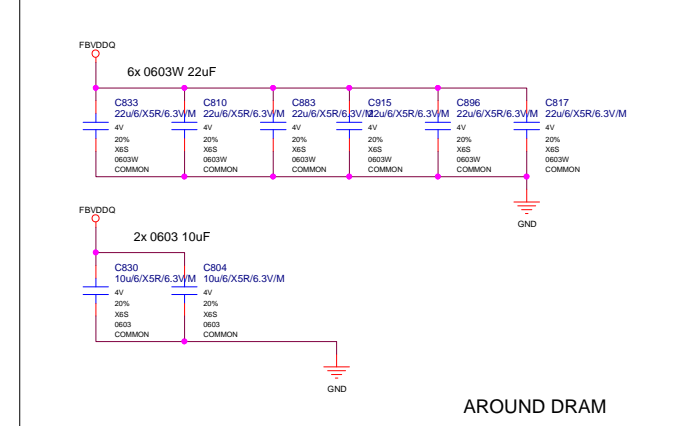 FBVDDQ
6x 0603W 22uF
C833 C810 C883 C915 C896 C817
22u/6/X5R/6.3V/M 22u/6/X5R/6.3V/M 22u/6/X5R/6.3V/M 22u/6/X5R/6.3V/M 22u/6/X5R/6.3V/M 22u/6/X5R/6.3V/M
4V 4V 4V 4V 4V 4V
20% 20% 20% 20% 20% 20%
X6S X6S X6S X6S X6S X6S
0603W 0603W 0603W 0603W 0603W 0603W
COMMON COMMON COMMON COMMON COMMON COMMON
GND
FBVDDQ
2x 0603 10uF
C830 C804
10u/6/X5R/6.3V/M 10u/6/X5R/6.3V/M
4V 4V
20% 20%
X6S X6S
0603 0603
COMMON COMMON
GND
AROUND DRAM